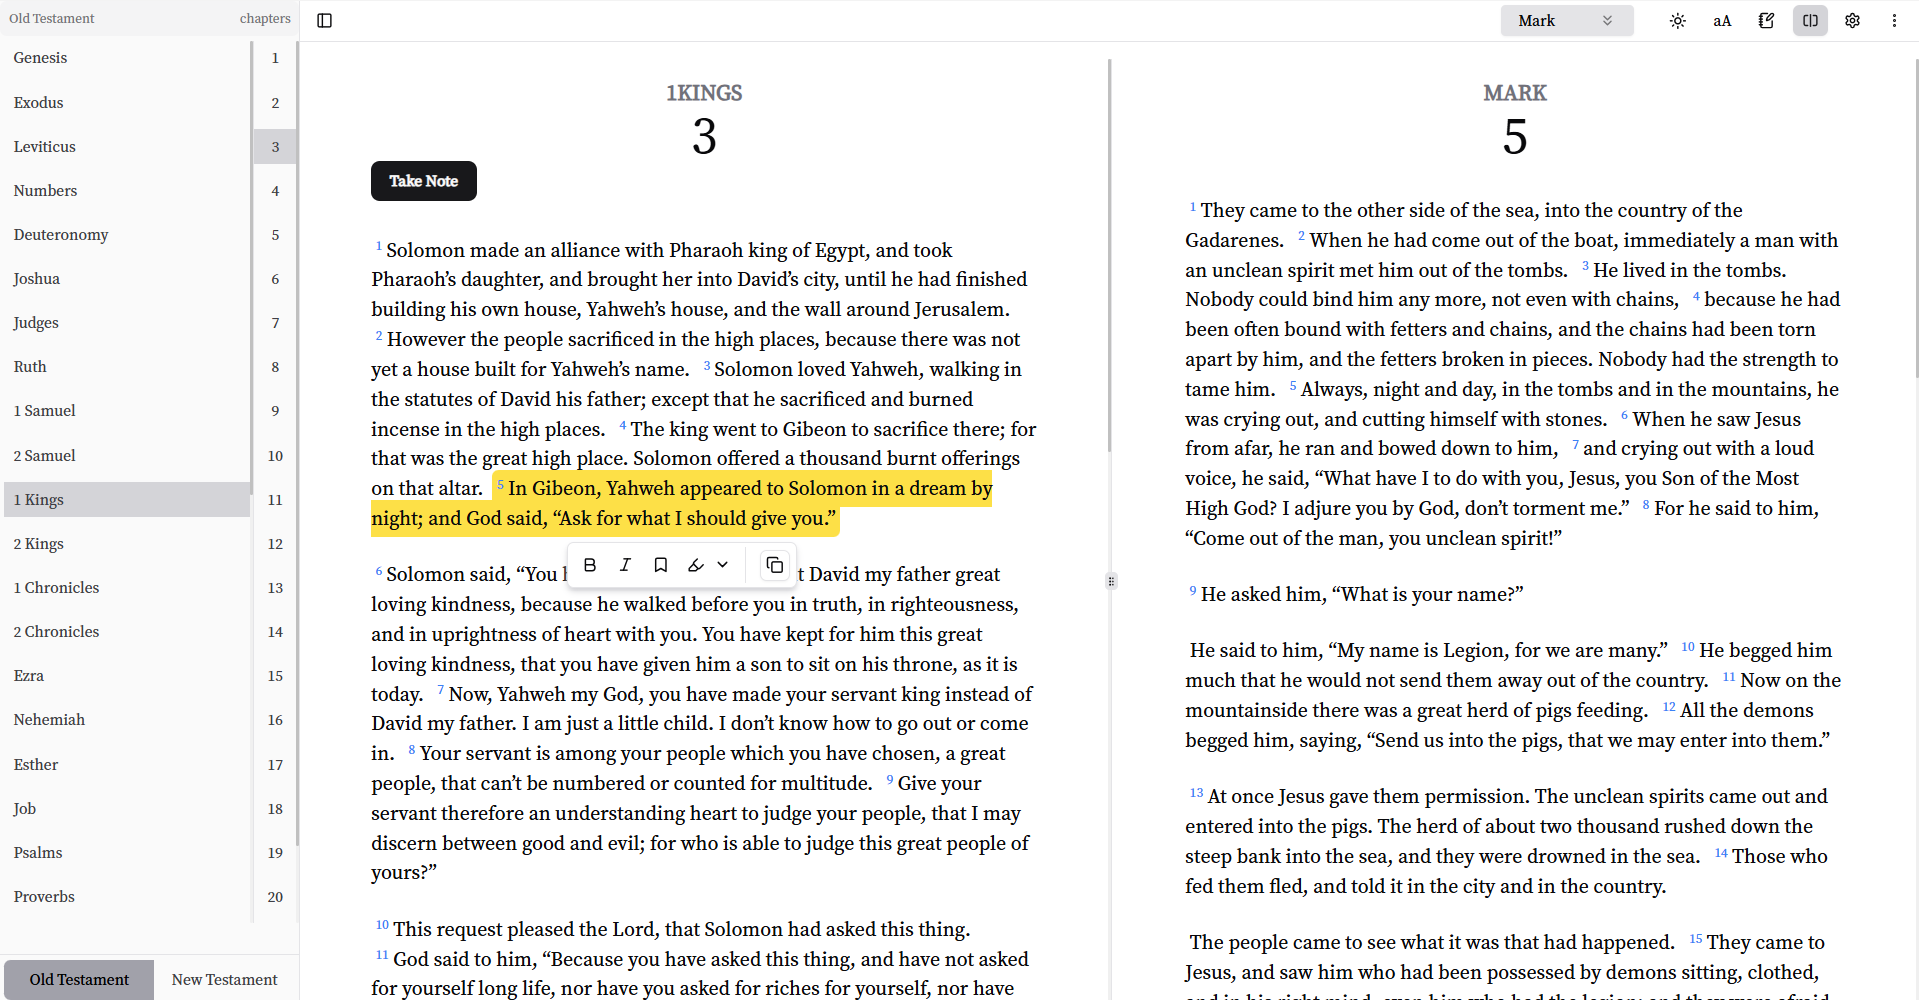 Old Testament chapters
Genesis
Exodus
Leviticus
Numbers
Deuteronomy
Joshua
Judges
Ruth
1 Samuel
2 Samuel
1 Kings
2 Kings
1 Chronicles
2 Chronicles
Ezra
Nehemiah
Esther
Job
Psalms
Proverbs
1
2
3
4
5
6
7
8
9
10
11
12
13
14
15
16
17
18
19
20
Old Testament New Testament
Mark
aA
1KINGS
3
Take Note
1 Solomon made an alliance with Pharaoh king of Egypt, and took
Pharaoh’s daughter, and brought her into David’s city, until he had finished
building his own house, Yahweh’s house, and the wall around Jerusalem.
2 However the people sacrificed in the high places, because there was not
yet a house built for Yahweh’s name. 3 Solomon loved Yahweh, walking in
the statutes of David his father; except that he sacrificed and burned
incense in the high places. 4 The king went to Gibeon to sacrifice there; for
that was the great high place. Solomon offered a thousand burnt offerings
on that altar. 5 In Gibeon, Yahweh appeared to Solomon in a dream by
night; and God said, “Ask for what I should give you.”
B I
6 Solomon said, “You David my father great
loving kindness, because he walked before you in truth, in righteousness,
and in uprightness of heart with you. You have kept for him this great
loving kindness, that you have given him a son to sit on his throne, as it is
today. 7 Now, Yahweh my God, you have made your servant king instead of
David my father. I am just a little child. I don’t know how to go out or come
in. 8 Your servant is among your people which you have chosen, a great
people, that can’t be numbered or counted for multitude. 9 Give your
servant therefore an understanding heart to judge your people, that I may
discern between good and evil; for who is able to judge this great people of
yours?”
10 This request pleased the Lord, that Solomon had asked this thing.
11 God said to him, “Because you have asked this thing, and have not asked
for yourself long life, nor have you asked for riches for yourself, nor have
MARK
5
1 They came to the other side of the sea, into the country of the
Gadarenes. 2 When he had come out of the boat, immediately a man with
an unclean spirit met him out of the tombs. 3 He lived in the tombs.
Nobody could bind him any more, not even with chains, 4 because he had
been often bound with fetters and chains, and the chains had been torn
apart by him, and the fetters broken in pieces. Nobody had the strength to
tame him. 5 Always, night and day, in the tombs and in the mountains, he
was crying out, and cutting himself with stones. 6 When he saw Jesus
from afar, he ran and bowed down to him, 7 and crying out with a loud
voice, he said, “What have I to do with you, Jesus, you Son of the Most
High God? I adjure you by God, don’t torment me.” 8 For he said to him,
“Come out of the man, you unclean spirit!”
9 He asked him, “What is your name?”
He said to him, “My name is Legion, for we are many.” 10 He begged him
much that he would not send them away out of the country. 11 Now on the
mountainside there was a great herd of pigs feeding. 12 All the demons
begged him, saying, “Send us into the pigs, that we may enter into them.”
13 At once Jesus gave them permission. The unclean spirits came out and
entered into the pigs. The herd of about two thousand rushed down the
steep bank into the sea, and they were drowned in the sea. 14 Those who
fed them fled, and told it in the city and in the country.
The people came to see what it was that had happened. 15 They came to
Jesus, and saw him who had been possessed by demons sitting, clothed,